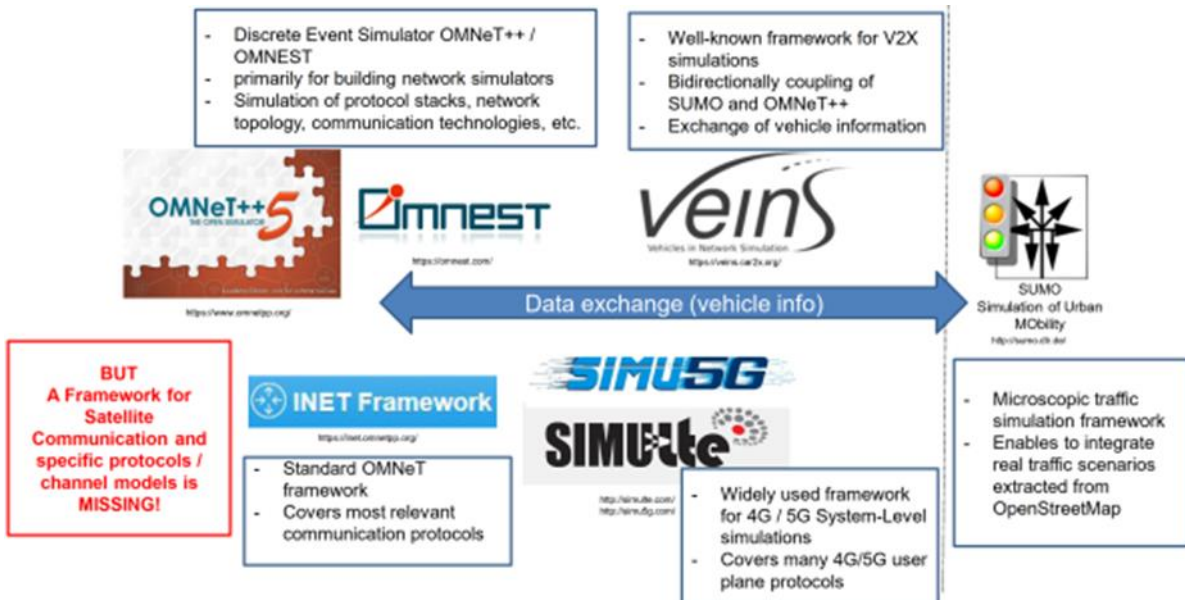 - Discrete Event Simulator OMNeT++ /
OMNEST
- primarily for building network simulators
- Simulation of protocol stacks, network
topology, communication technologies, etc.
- Well-known framework for V2X
simulations
- Bidirectionally coupling of
SUMO and OMNeT++
- Exchange of vehicle information
OMNeT++ 5
THE OPEN SIMULATOR
https://www.omnetpp.org/
Omnest
https://omnest.com/
veins
Vehicles in Network Simulation
https://veins.car2x.org/
SUMO
Simulation of Urban
MObility
http://sumo.dlr.de/
Data exchange (vehicle info)
BUT
A Framework for
Satellite
Communication and
specific protocols /
channel models is
MISSING!
INET Framework
https://inet.omnetpp.org/
- Standard OMNeT
framework
- Covers most relevant
communication protocols
SIMU5G
SIMUlte
http://simulte.com/
http://simu5g.com/
- Widely used framework
for 4G / 5G System-Level
simulations
- Covers many 4G/5G user
plane protocols
- Microscopic traffic
simulation framework
- Enables to integrate
real traffic scenarios
extracted from
OpenStreetMap